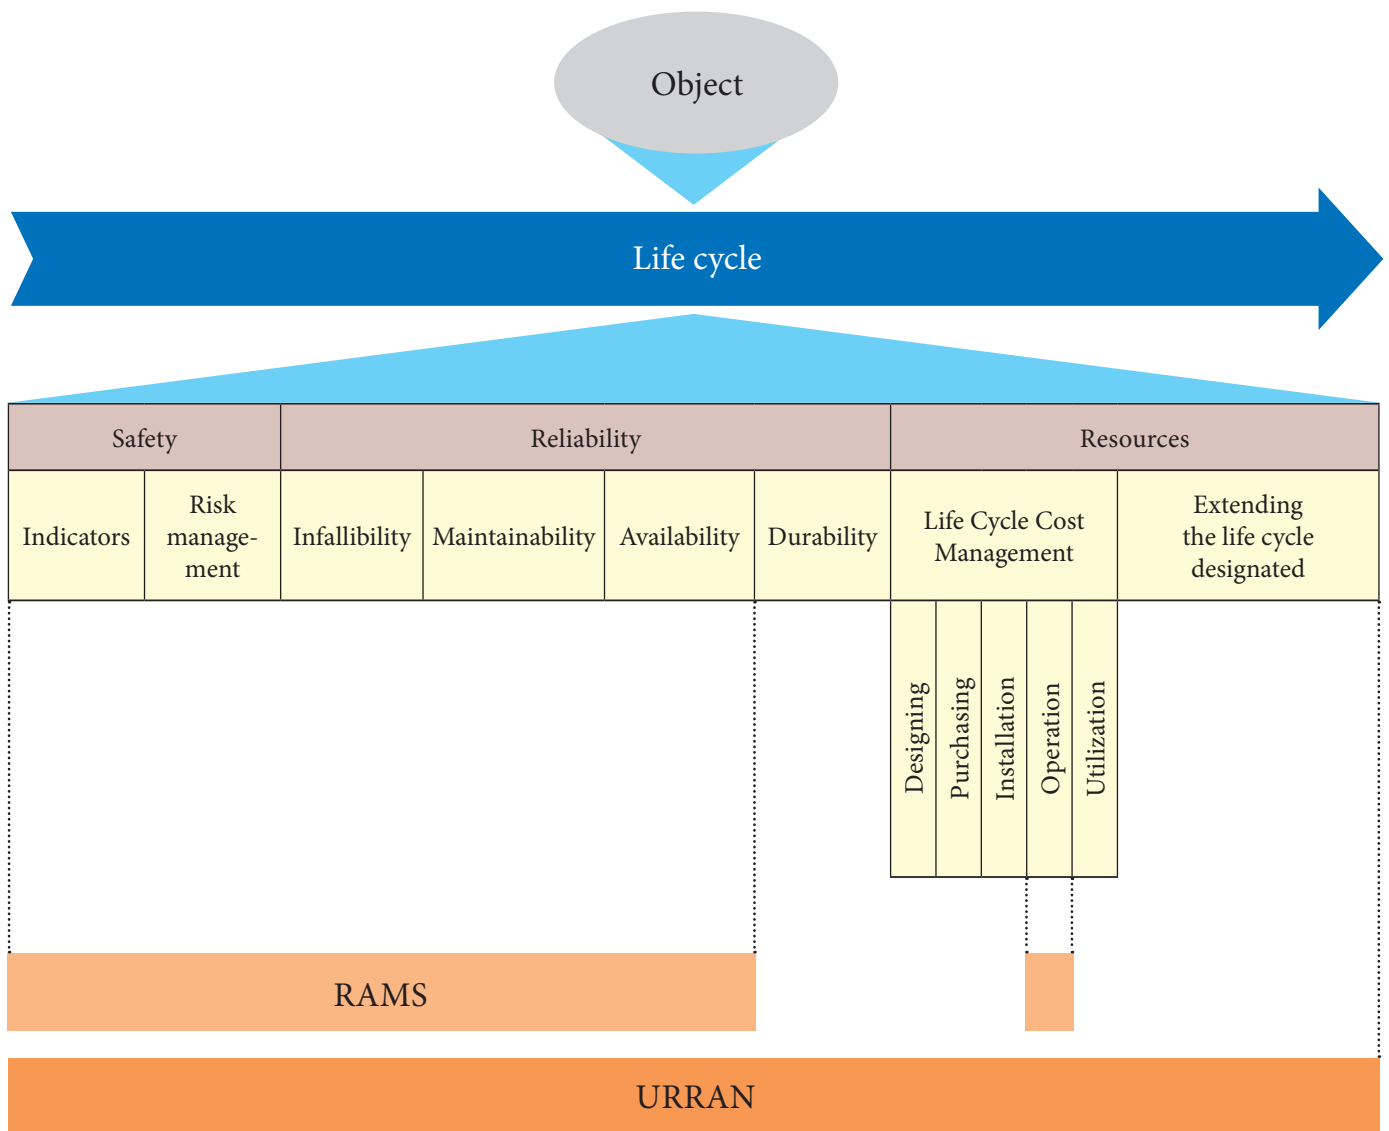 Object
Life cycle
Safety
Reliability
Resources
Indicators
Risk
manage-
ment
Infallibility
Maintainability
Availability
Durability
Life Cycle Cost
Management
Extending
the life cycle
designated
Designing
Purchasing
Installation
Operation
Utilization
RAMS
URRAN